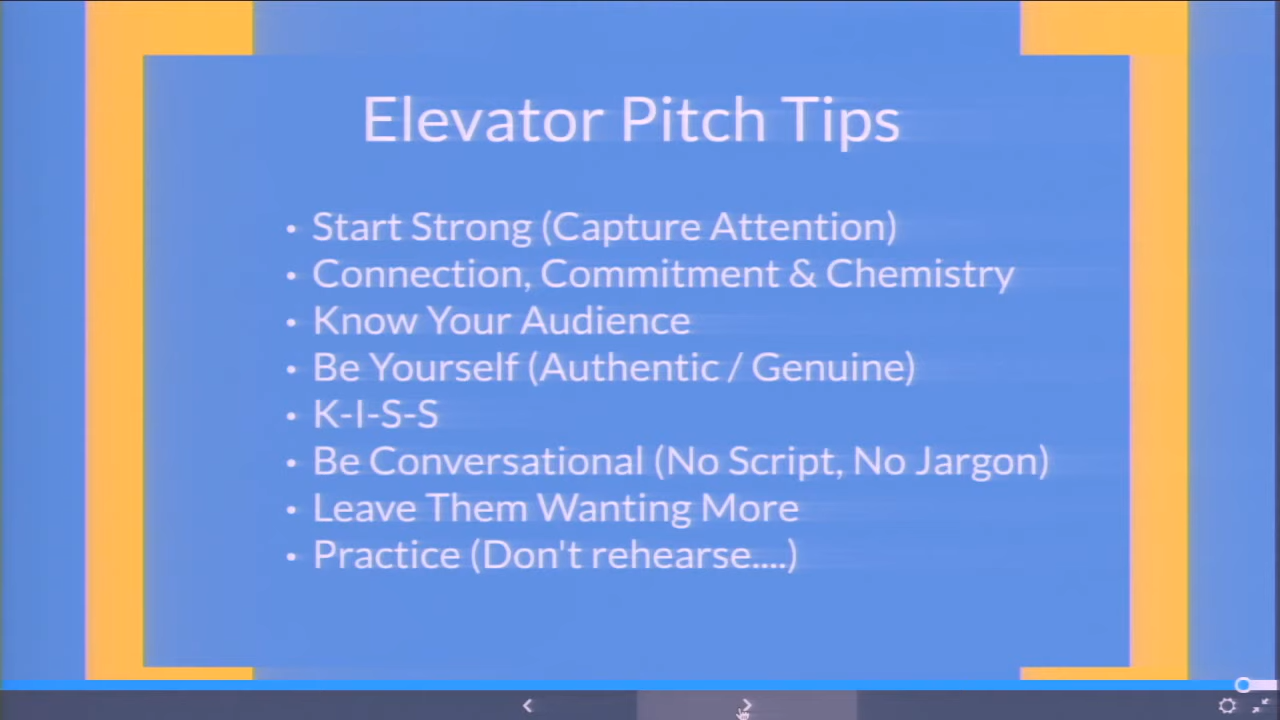 Elevator Pitch Tips
• Start Strong (Capture Attention)
• Connection, Commitment & Chemistry
• Know Your Audience
• Be Yourself (Authentic / Genuine)
• K-I-S-S
• Be Conversational (No Script, No Jargon)
• Leave Them Wanting More
• Practice (Don't rehearse....)